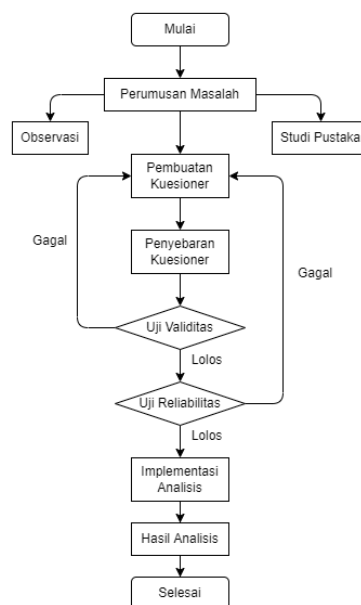 Mulai
Perumusan Masalah
Observasi
Studi Pustaka
Pembuatan
Kuesioner
Gagal
Penyebaran
Kuesioner
Gagal
Uji Validitas
Lolos
Uji Reliabilitas
Lolos
Implementasi
Analisis
Hasil Analisis
Selesai